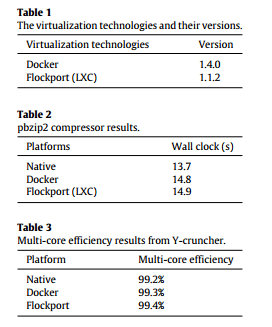 Table 1
The virtualization technologies and their versions.
Virtualization technologies Version
Docker 1.4.0
Flockport (LXC) 1.1.2
Table 2
pbzip2 compressor results.
Platforms Wall clock (s)
Native 13.7
Docker 14.8
Flockport (LXC) 14.9
Table 3
Multi-core efficiency results from Y-cruncher.
Platform Multi-core efficiency
Native 99.2%
Docker 99.3%
Flockport 99.4%